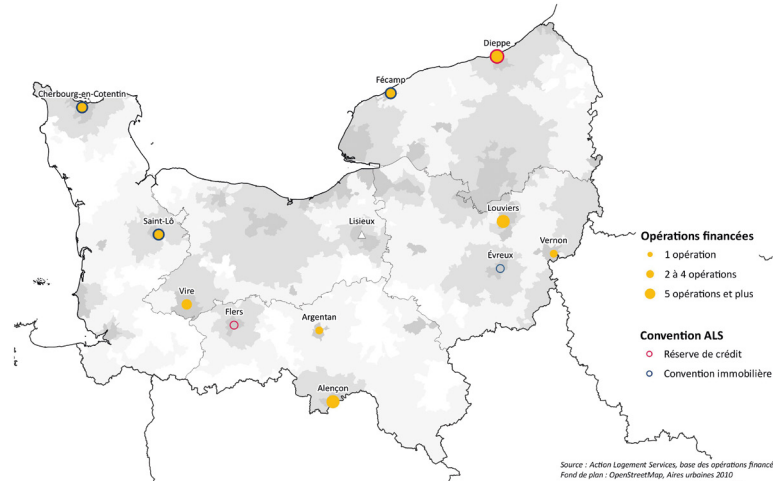 Dieppe
Fécamp
Cherbourg-en-Cotentin
Saint-Lô
Lisieux
Louviers
Vernon
Évreux
Vire
Flers
Argentan
Alençon
Opérations financées
1 opération
2 à 4 opérations
5 opérations et plus
Convention ALS
Réserve de crédit
Convention immobilière
Source : Action Logement Services, base des opérations financé
Fond de plan : OpenStreetMap, Aires urbaines 2010